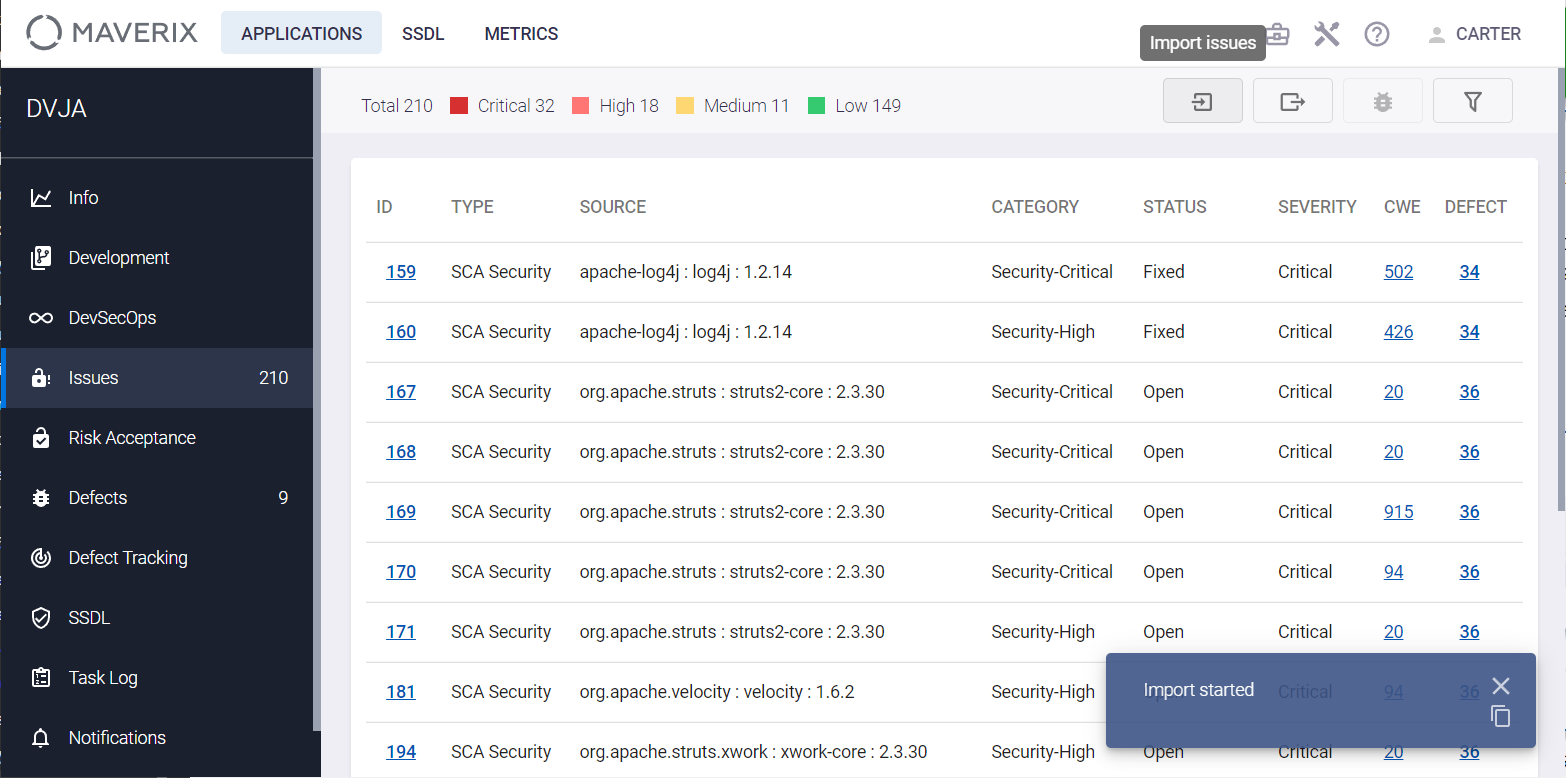 MAVERIX APPLICATIONS SSDL METRICS Import issues CARTER
DVJA
Total 210 Critical 32 High 18 Medium 11 Low 149
Info
Development
DevSecOps
Issues 210
Risk Acceptance
Defects 9
Defect Tracking
SSDL
Task Log
Notifications
ID TYPE SOURCE CATEGORY STATUS SEVERITY CWE DEFECT
159 SCA Security apache-log4j : log4j : 1.2.14 Security-Critical Fixed Critical 502 34
160 SCA Security apache-log4j : log4j : 1.2.14 Security-High Fixed Critical 426 34
167 SCA Security org.apache.struts : struts2-core : 2.3.30 Security-Critical Open Critical 20 36
168 SCA Security org.apache.struts : struts2-core : 2.3.30 Security-Critical Open Critical 20 36
169 SCA Security org.apache.struts : struts2-core : 2.3.30 Security-Critical Open Critical 915 36
170 SCA Security org.apache.struts : struts2-core : 2.3.30 Security-Critical Open Critical 94 36
171 SCA Security org.apache.struts : struts2-core : 2.3.30 Security-High Open Critical 20 36
181 SCA Security org.apache.velocity : velocity : 1.6.2 Security-High Critical 94 36
Import started
194 SCA Security org.apache.struts.xwork : xwork-core : 2.3.30 Security-High Open Critical 20 36